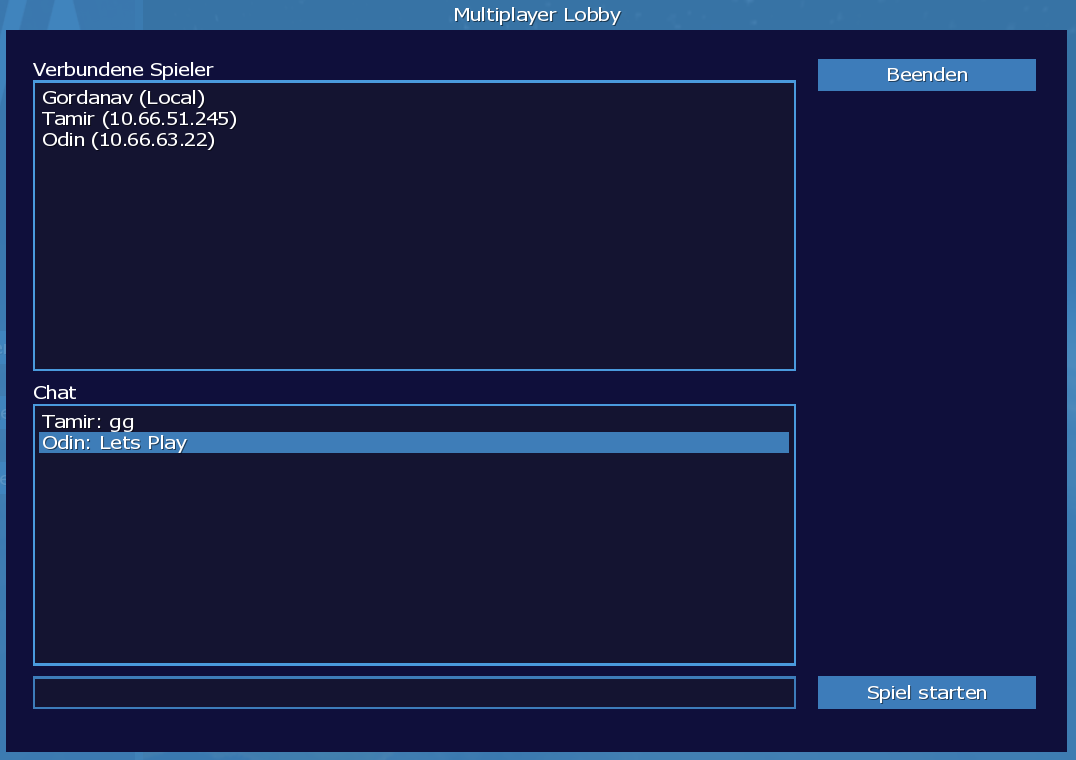 Multiplayer Lobby
Verbundene Spieler
Beenden
Gordanav (Local)
Tamir (10.66.51.245)
Odin (10.66.63.22)
Chat
Tamir: gg
Odin: Lets Play
Spiel starten